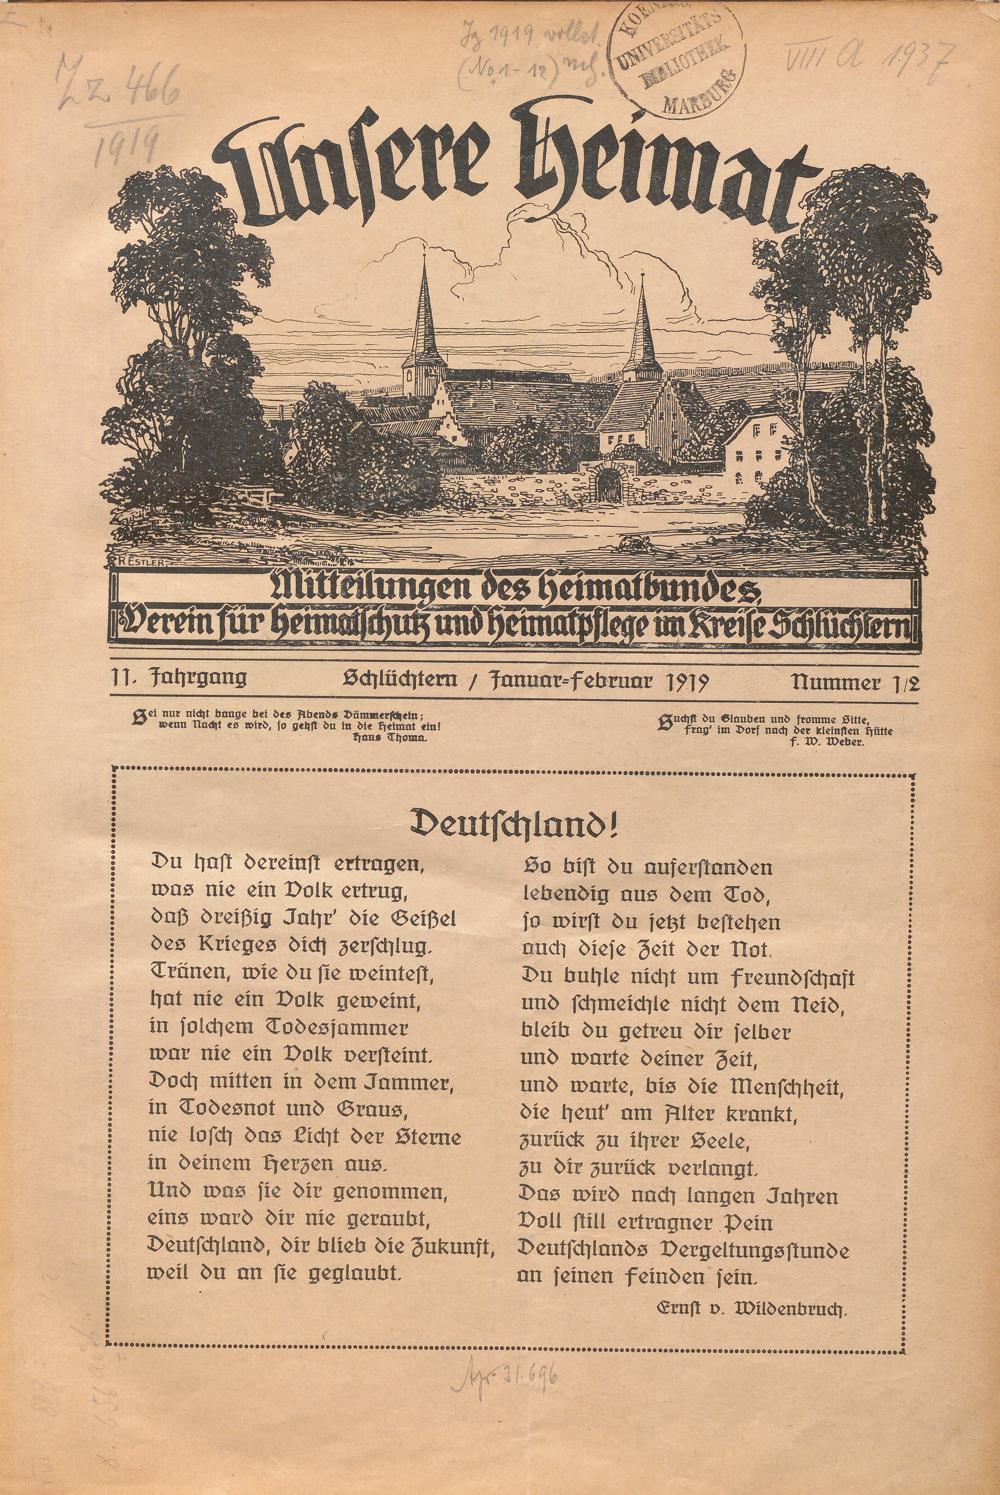 Zz 466
1919
Jg 1919 vollst.
(No 1-12)
KOENIGL.
UNIVERSITÄTS
BIBLIOTHEK
MARBURG
VIII A 1937
Unsere Heimat
RESTLER
Mitteilungen des Heimatbundes,
Verein für Heimatschutz und Heimatpflege im Kreise Schlüchtern
11. Jahrgang Schlüchtern / Januar-Februar 1919 Nummer 1/2
Sei nur nicht bange bei des Abends Dämmerschein;
wenn Nacht es wird, so gehst du in die Heimat ein!
Hans Thoma.
Suchst du Glauben und fromme Sitte,
Frag' im Dorf nach der kleinsten Hütte
F. W. Weber.
Deutschland!
Du hast dereinst ertragen,
was nie ein Volk ertrug,
daß dreißig Jahr' die Geißel
des Krieges dich zerschlug.
Tränen, wie du sie weintest,
hat nie ein Volk geweint,
in solchem Todesjammer
war nie ein Volk versteint.
Doch mitten in dem Jammer,
in Todesnot und Graus,
nie losch das Licht der Sterne
in deinem Herzen aus.
Und was sie dir genommen,
eins ward dir nie geraubt,
Deutschland, dir blieb die Zukunft,
weil du an sie geglaubt.
So bist du auferstanden
lebendig aus dem Tod,
so wirst du jetzt bestehen
auch diese Zeit der Not.
Du buhle nicht um Freundschaft
und schmeichle nicht dem Neid,
bleib du getreu dir selber
und warte deiner Zeit,
und warte, bis die Menschheit,
die heut' am Alter krankt,
zurück zu ihrer Seele,
zu dir zurück verlangt.
Das wird nach langen Jahren
Voll still ertragner Pein
Deutschlands Vergeltungsstunde
an seinen Feinden sein.
Ernst v. Wildenbruch.
31.696